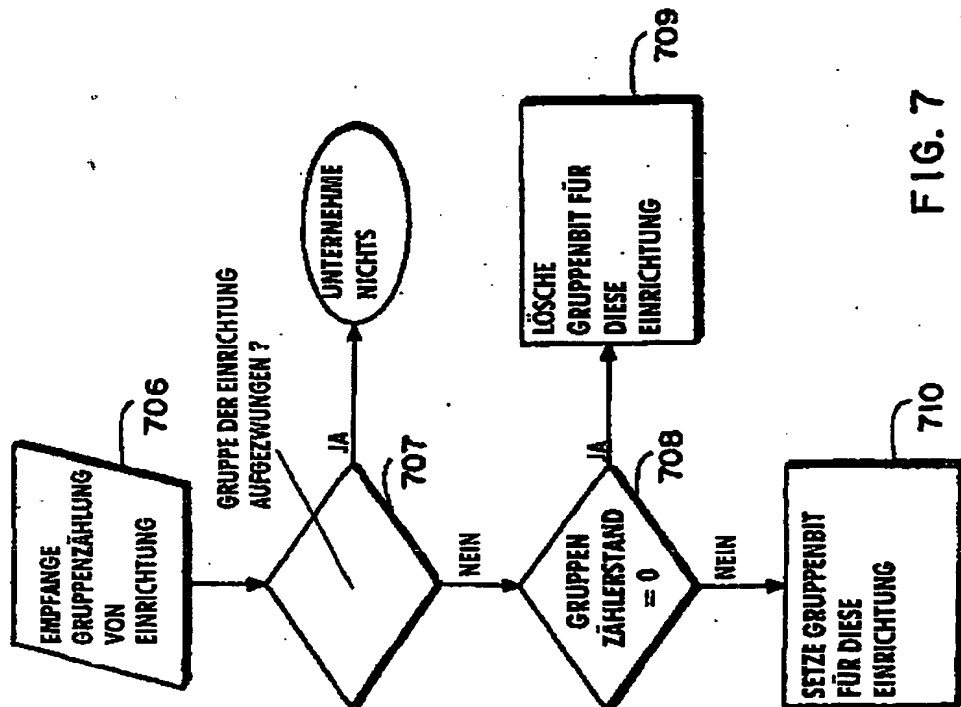 EMPFANGE
GRUPPENZÄHLUNG
VON
EINRICHTUNG
706
GRUPPE DER EINRICHTUNG
AUFGEZWUNGEN ?
JA
UNTERNEHME
NICHTS
707
NEIN
GRUPPEN
ZÄHLERSTAND
= 0
JA
708
LÖSCHE
GRUPPENBIT FÜR
DIESE
EINRICHTUNG
709
NEIN
SETZE GRUPPENBIT
FÜR DIESE
EINRICHTUNG
710
FIG. 7